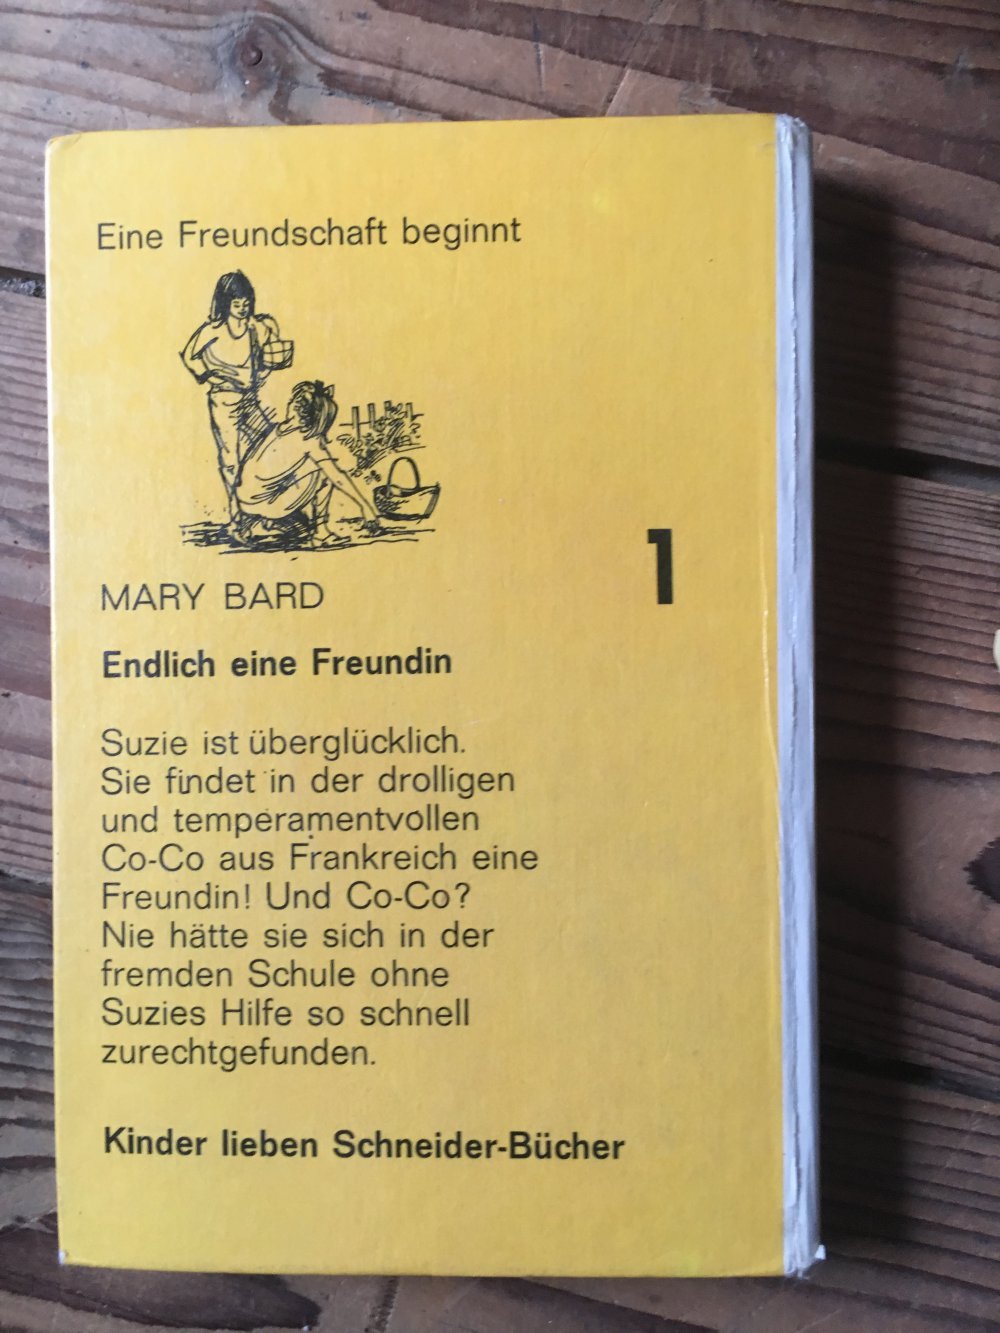 Eine Freundschaft beginnt
1
MARY BARD
Endlich eine Freundin
Suzie ist überglücklich.
Sie findet in der drolligen
und temperamentvollen
Co-Co aus Frankreich eine
Freundin! Und Co-Co?
Nie hätte sie sich in der
fremden Schule ohne
Suzies Hilfe so schnell
zurechtgefunden.
Kinder lieben Schneider-Bücher